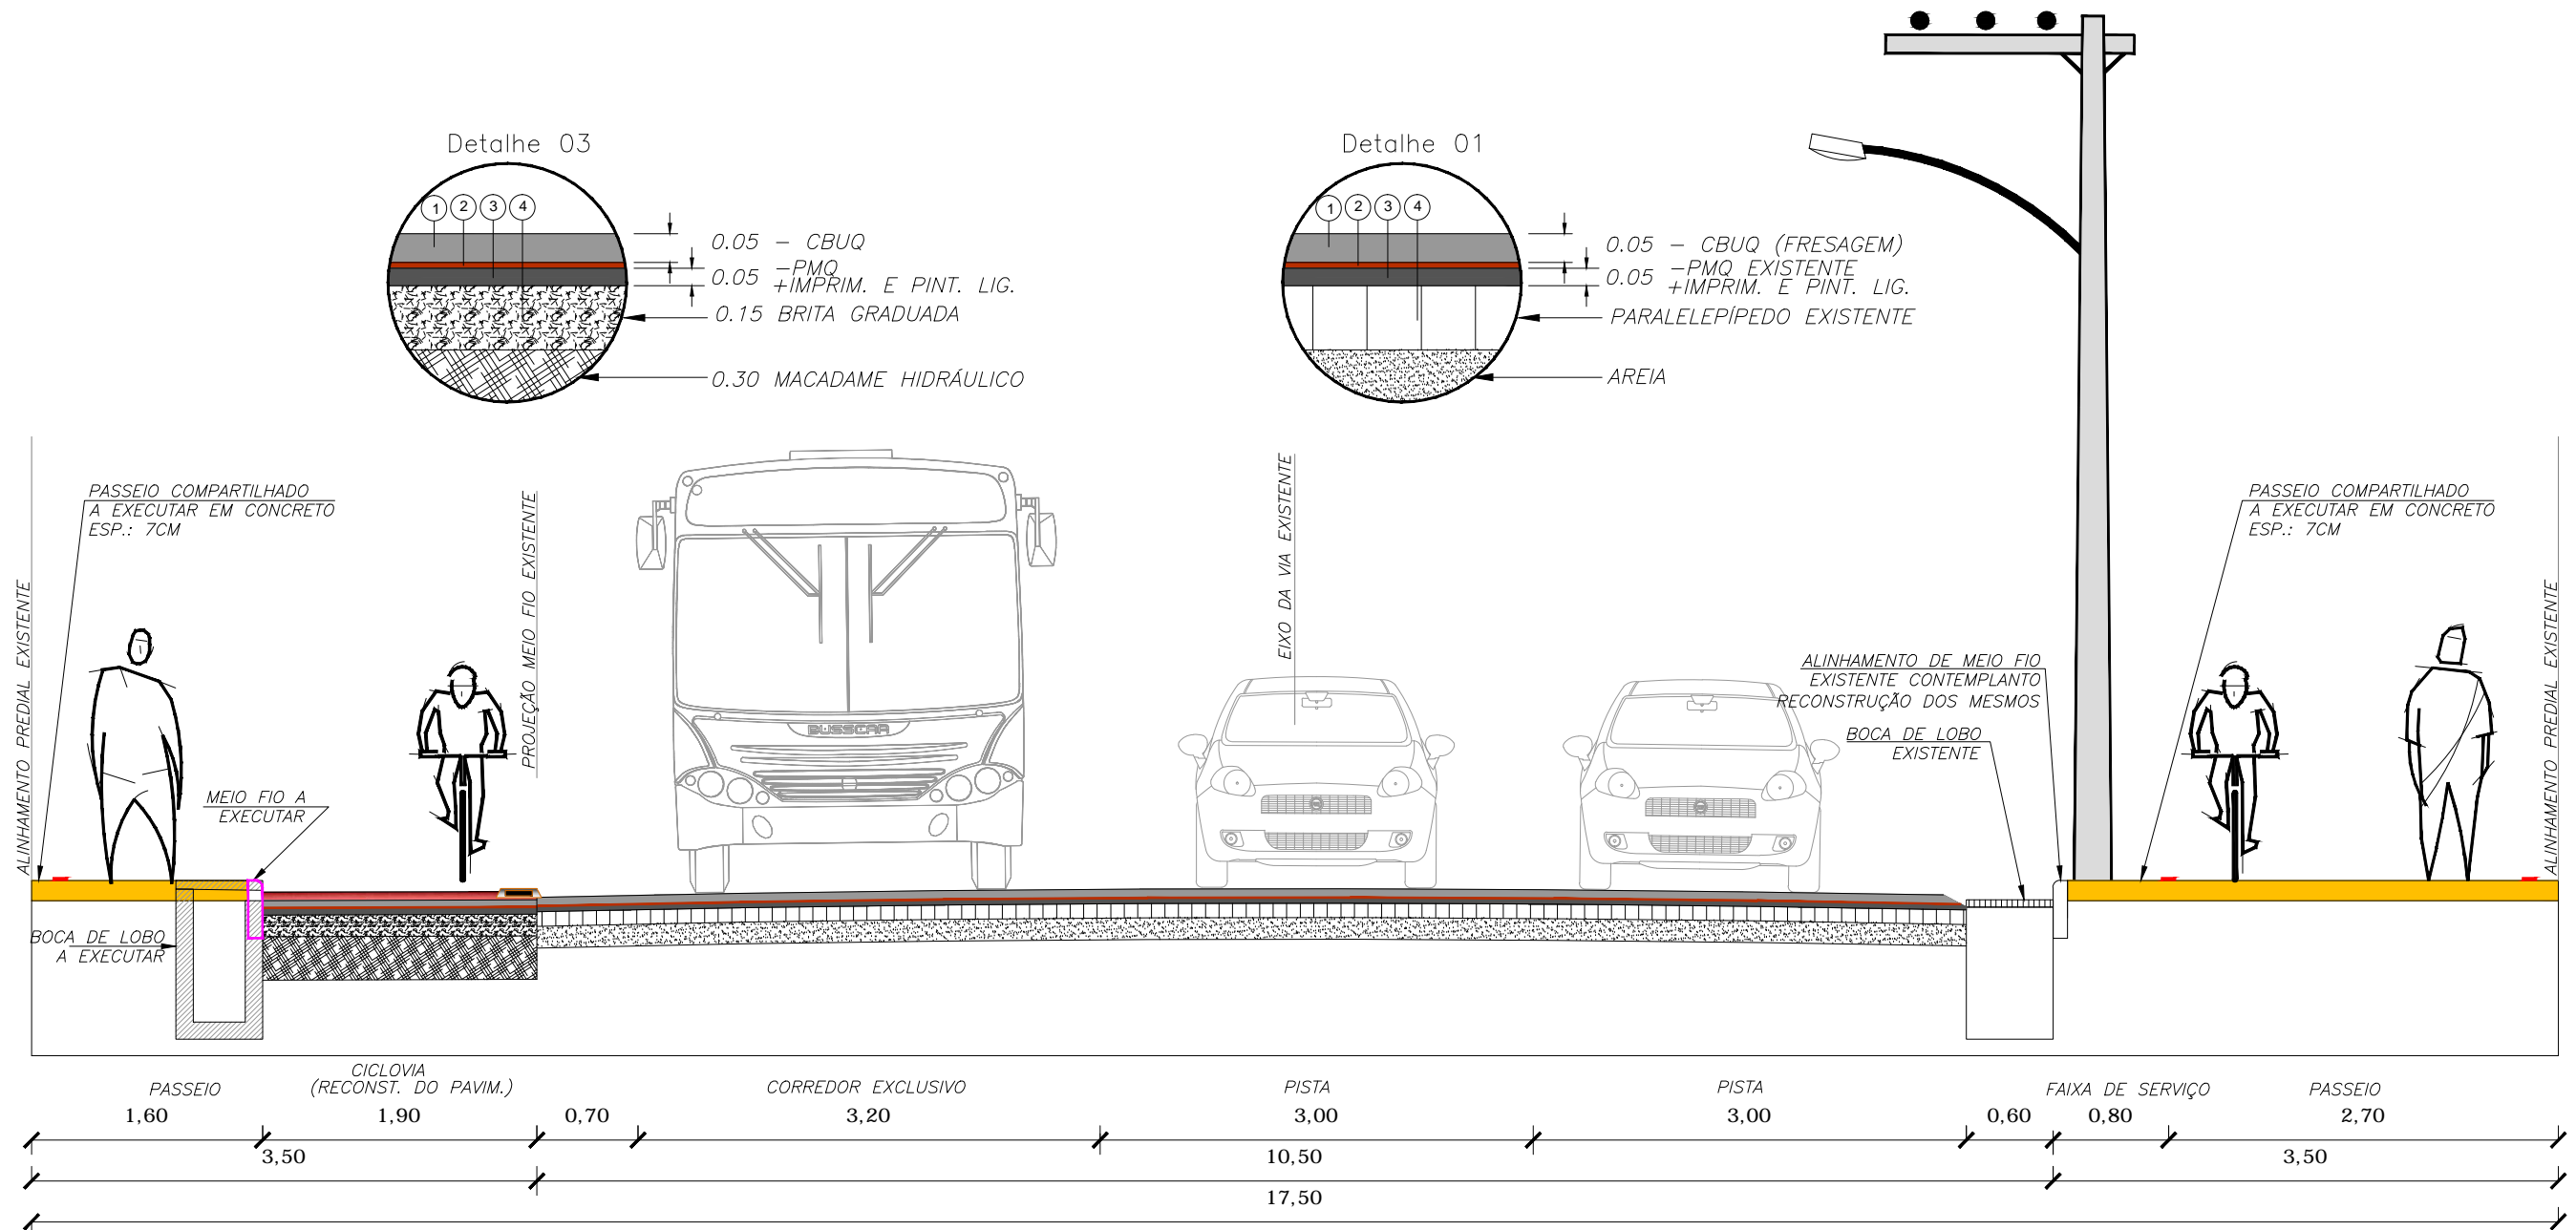 Detalhe 03
1 2 3 4
0.05 - CBUQ
-PMQ
0.05 +IMPRIM. E PINT. LIG.
0.15 BRITA GRADUADA
0.30 MACADAME HIDRÁULICO
Detalhe 01
1 2 3 4
0.05 - CBUQ (FRESAGEM)
-PMQ EXISTENTE
0.05 +IMPRIM. E PINT. LIG.
PARALELEPÍPEDO EXISTENTE
AREIA
ALINHAMENTO PREDIAL EXISTENTE
PASSEIO COMPARTILHADO
A EXECUTAR EM CONCRETO
ESP.: 7CM
PROJEÇÃO MEIO FIO EXISTENTE
MEIO FIO A
EXECUTAR
BOCA DE LOBO
A EXECUTAR
BUSSCAR
EIXO DA VIA EXISTENTE
ALINHAMENTO DE MEIO FIO
EXISTENTE CONTEMPLANTO
RECONSTRUÇÃO DOS MESMOS
BOCA DE LOBO
EXISTENTE
PASSEIO COMPARTILHADO
A EXECUTAR EM CONCRETO
ESP.: 7CM
ALINHAMENTO PREDIAL EXISTENTE
PASSEIO
CICLOVIA
(RECONST. DO PAVIM.)
CORREDOR EXCLUSIVO
PISTA
PISTA
FAIXA DE SERVIÇO
PASSEIO
1,60 1,90 0,70 3,20 3,00 3,00 0,60 0,80 2,70
3,50 10,50 3,50
17,50